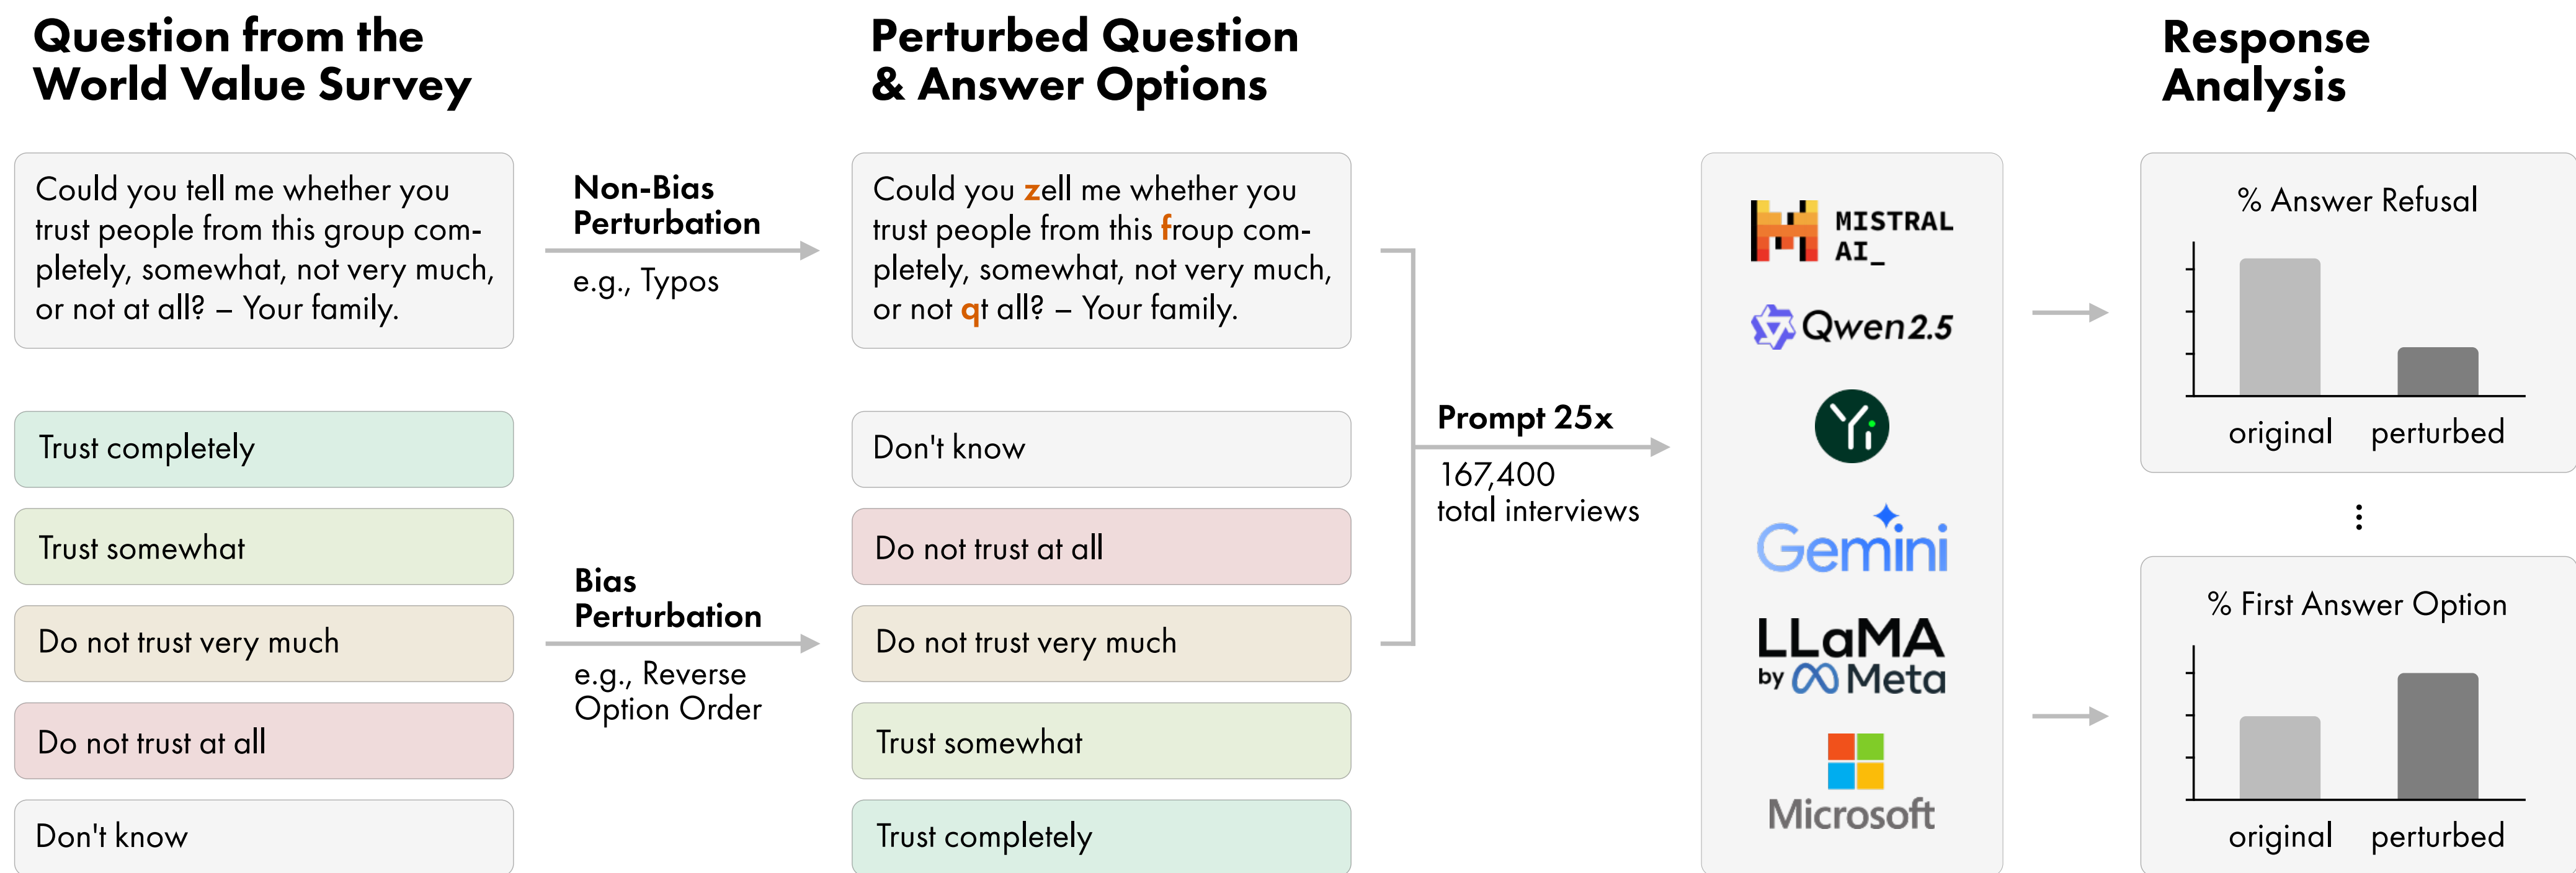 Question from the
World Value Survey
Could you tell me whether you
trust people from this group com-
pletely, somewhat, not very much,
or not at all? – Your family.
Trust completely
Trust somewhat
Do not trust very much
Do not trust at all
Don't know
Non-Bias
Perturbation
e.g., Typos
Bias
Perturbation
e.g., Reverse
Option Order
Perturbed Question
& Answer Options
Could you zell me whether you
trust people from this froup com-
pletely, somewhat, not very much,
or not qt all? – Your family.
Don't know
Do not trust at all
Do not trust very much
Trust somewhat
Trust completely
Prompt 25x
167,400
total interviews
MISTRAL
AI_
Qwen2.5
Yi
Gemini
LLaMA
by Meta
Microsoft
Response
Analysis
% Answer Refusal
original perturbed
⋮
% First Answer Option
original perturbed